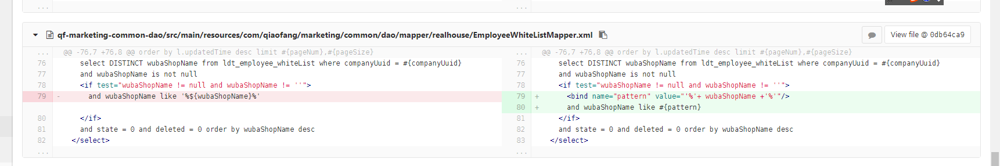 ... ...
qf-marketing-common-dao/src/main/resources/com/qiaofang/marketing/common/dao/mapper/realhouse/EmployeeWhiteListMapper.xml View file @ 0db64ca9
... @@ -76,7 +76,8 @@ order by l.updatedTime desc limit #{pageNum},#{pageSize}
76 select DISTINCT wubaShopName from ldt_employee_whiteList where companyUuid = #{companyUuid}
77 and wubaShopName is not null
78 <if test="wubaShopName != null and wubaShopName != ''">
79 - and wubaShopName like '%${wubaShopName}%'
80 </if>
81 and state = 0 and deleted = 0 order by wubaShopName desc
82 </select>
...
... @@ -76,7 +76,8 @@ order by l.updatedTime desc limit #{pageNum},#{pageSize}
76 select DISTINCT wubaShopName from ldt_employee_whiteList where companyUuid = #{companyUuid}
77 and wubaShopName is not null
78 <if test="wubaShopName != null and wubaShopName != ''">
79 + <bind name="pattern" value="'%'+ wubaShopName +'%'"/>
80 + and wubaShopName like #{pattern}
81 </if>
82 and state = 0 and deleted = 0 order by wubaShopName desc
83 </select>
...